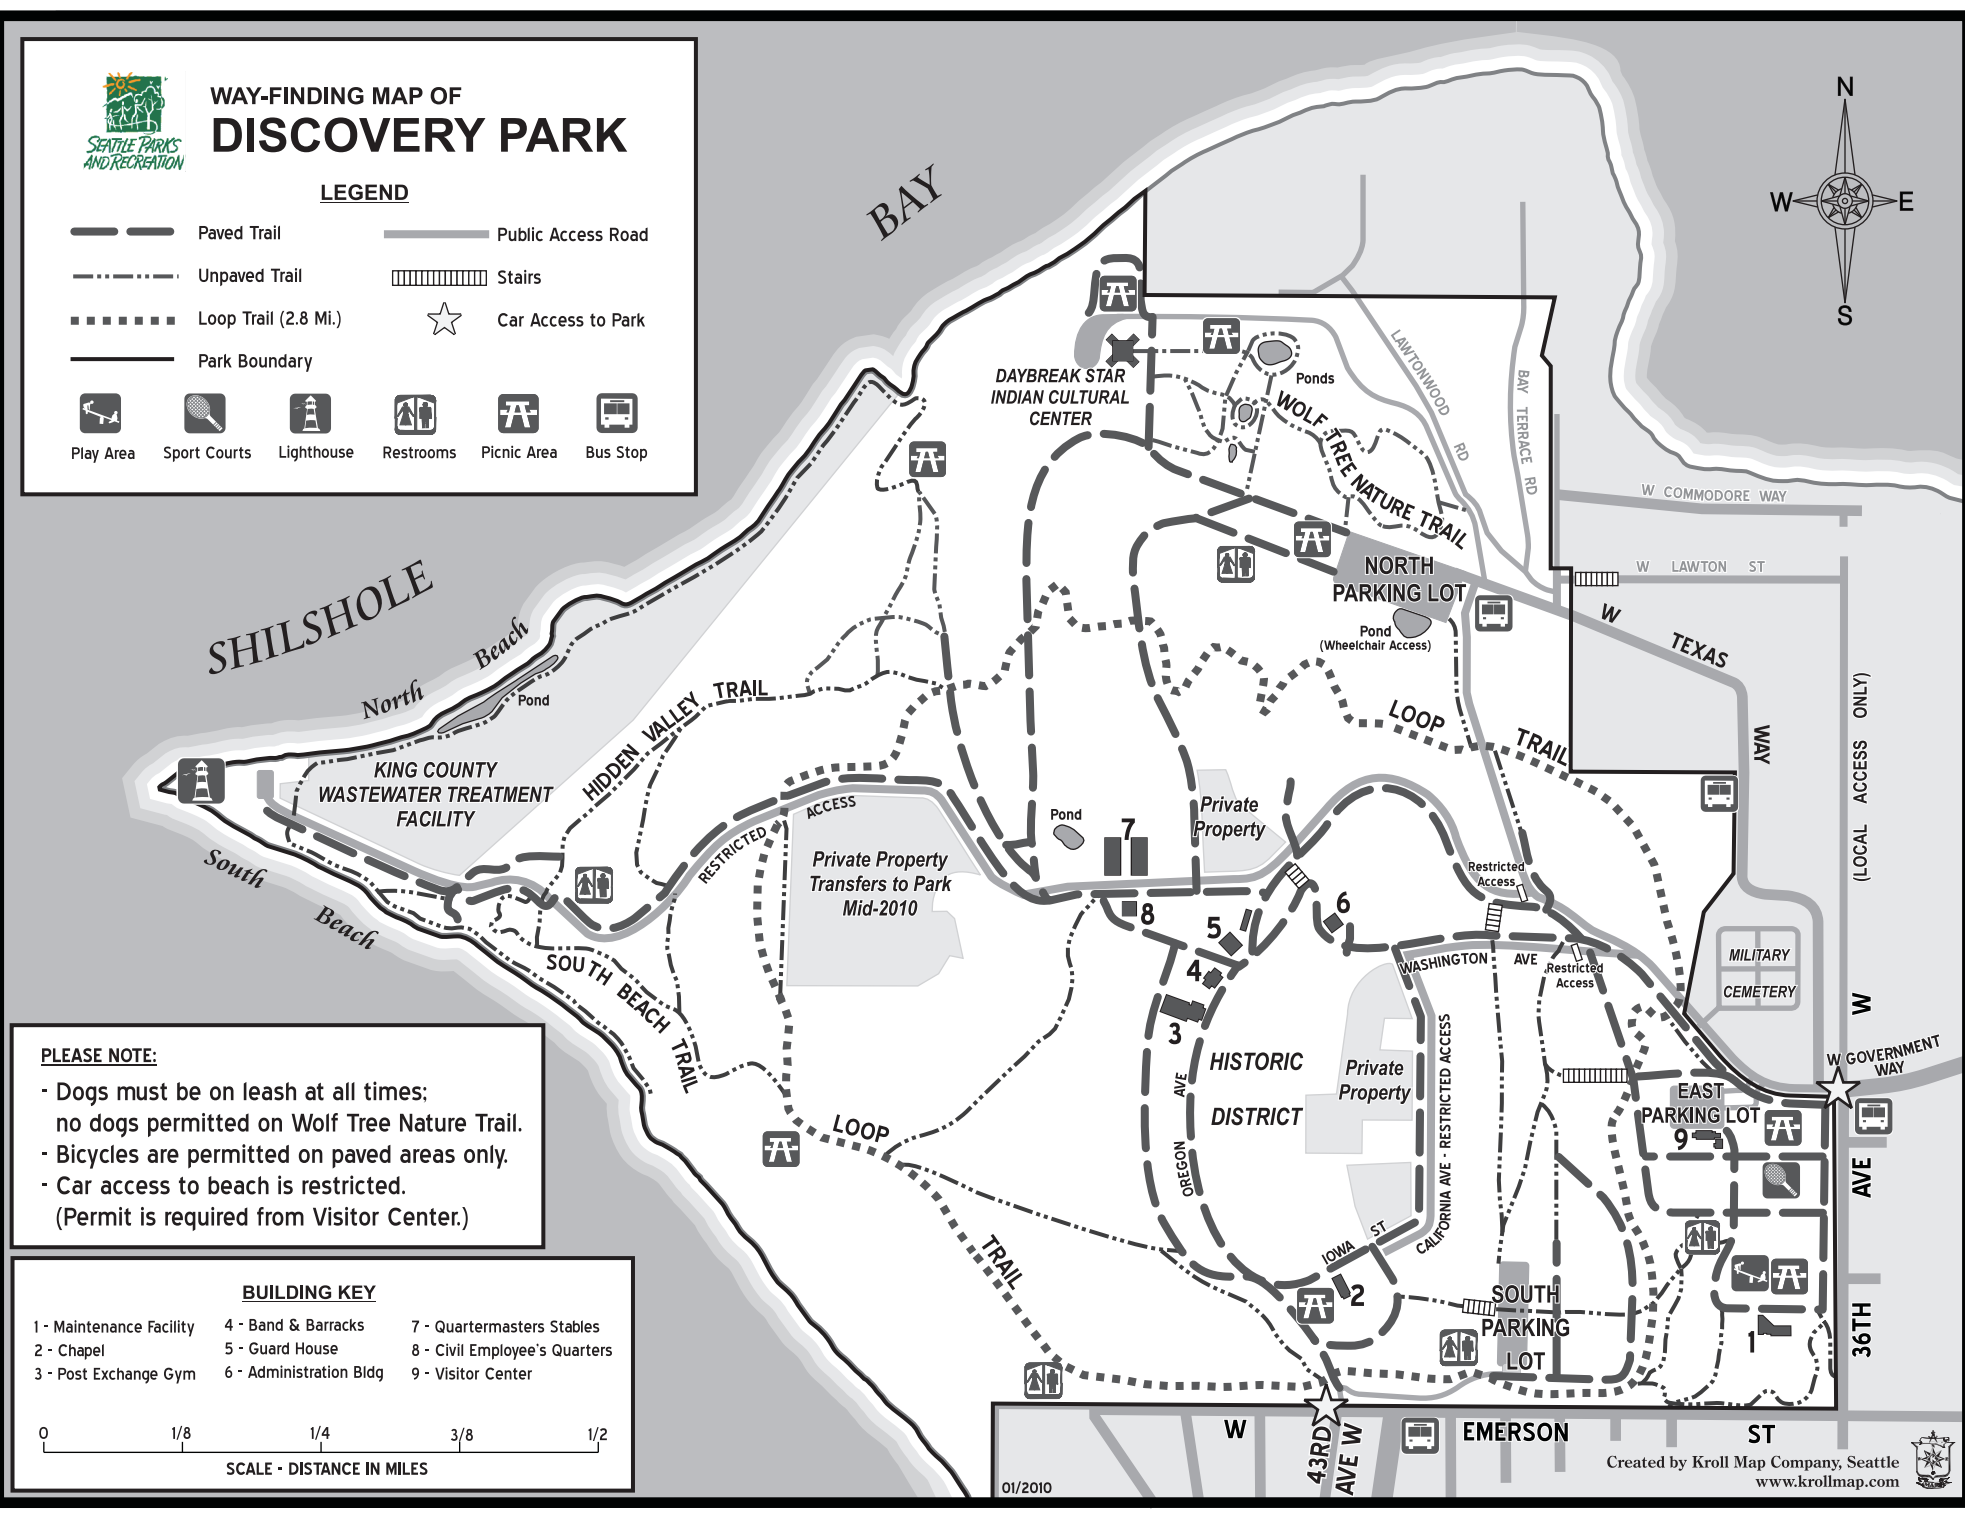 WAY-FINDING MAP OF
DISCOVERY PARK
SEATTLE PARKS
AND RECREATION
LEGEND
Paved Trail
Public Access Road
Unpaved Trail
Stairs
Loop Trail (2.8 Mi.)
Car Access to Park
Park Boundary
Play Area
Sport Courts
Lighthouse
Restrooms
Picnic Area
Bus Stop
N
W
E
S
SHILSHOLE
BAY
DAYBREAK STAR
INDIAN CULTURAL
CENTER
Ponds
WOLF TREE NATURE TRAIL
LAWTONWOOD
RD
BAY TERRACE RD
W COMMODORE WAY
W LAWTON ST
NORTH
PARKING LOT
Pond
(Wheelchair Access)
W
TEXAS
WAY
(LOCAL ACCESS ONLY)
North
Beach
Pond
HIDDEN VALLEY TRAIL
LOOP
TRAIL
KING COUNTY
WASTEWATER TREATMENT
FACILITY
South
Beach
RESTRICTED
ACCESS
Private Property
Transfers to Park
Mid-2010
Pond
7
Private
Property
8
5
6
4
3
Restricted
Access
WASHINGTON AVE
Restricted
Access
MILITARY
CEMETERY
SOUTH BEACH TRAIL
HISTORIC
DISTRICT
Private
Property
OREGON AVE
CALIFORNIA AVE - RESTRICTED ACCESS
IOWA ST
2
LOOP
TRAIL
W GOVERNMENT
WAY
EAST
PARKING LOT
9
W
AVE
36TH
1
SOUTH
PARKING
LOT
W
EMERSON
ST
43RD
AVE W
PLEASE NOTE:
- Dogs must be on leash at all times;
no dogs permitted on Wolf Tree Nature Trail.
- Bicycles are permitted on paved areas only.
- Car access to beach is restricted.
(Permit is required from Visitor Center.)
BUILDING KEY
1 - Maintenance Facility
2 - Chapel
3 - Post Exchange Gym
4 - Band & Barracks
5 - Guard House
6 - Administration Bldg
7 - Quartermasters Stables
8 - Civil Employee's Quarters
9 - Visitor Center
0 1/8 1/4 3/8 1/2
SCALE - DISTANCE IN MILES
01/2010
Created by Kroll Map Company, Seattle
www.krollmap.com